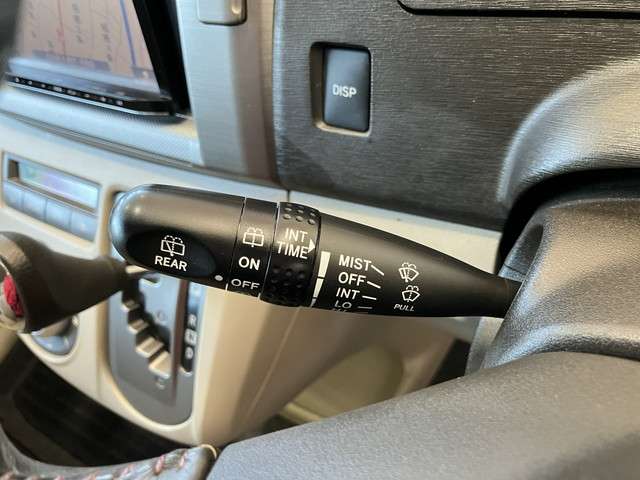 DISP
REAR
ON
OFF
INT
TIME
MIST
OFF
INT
LO
PULL
R
D